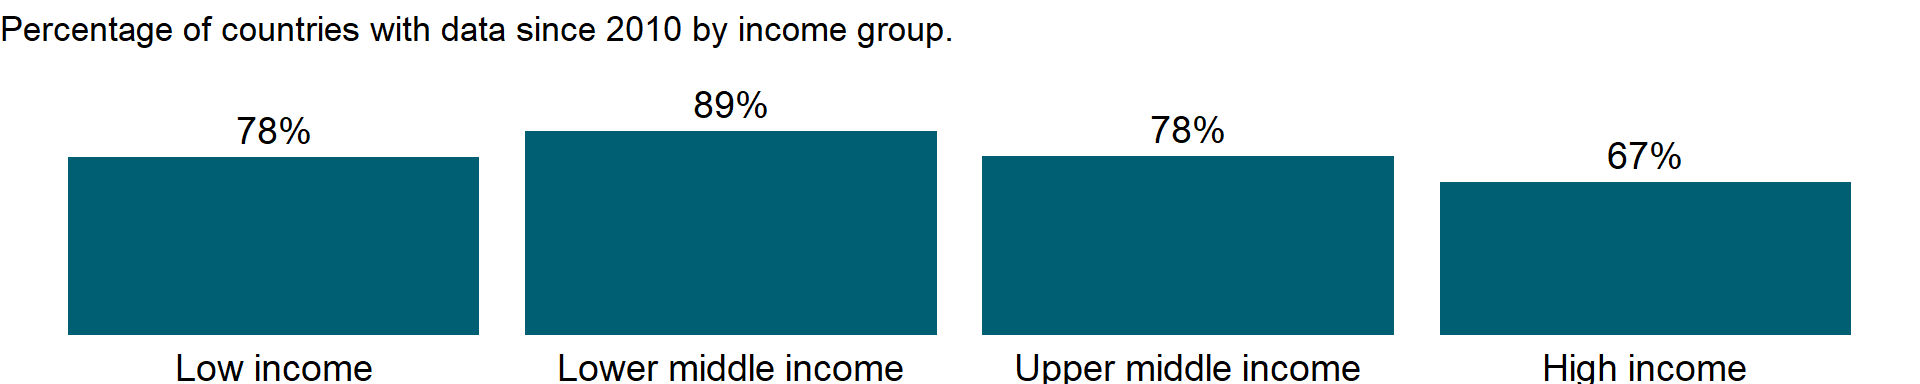 Percentage of countries with data since 2010 by income group.
78%
89%
78%
67%
Low income
Lower middle income
Upper middle income
High income